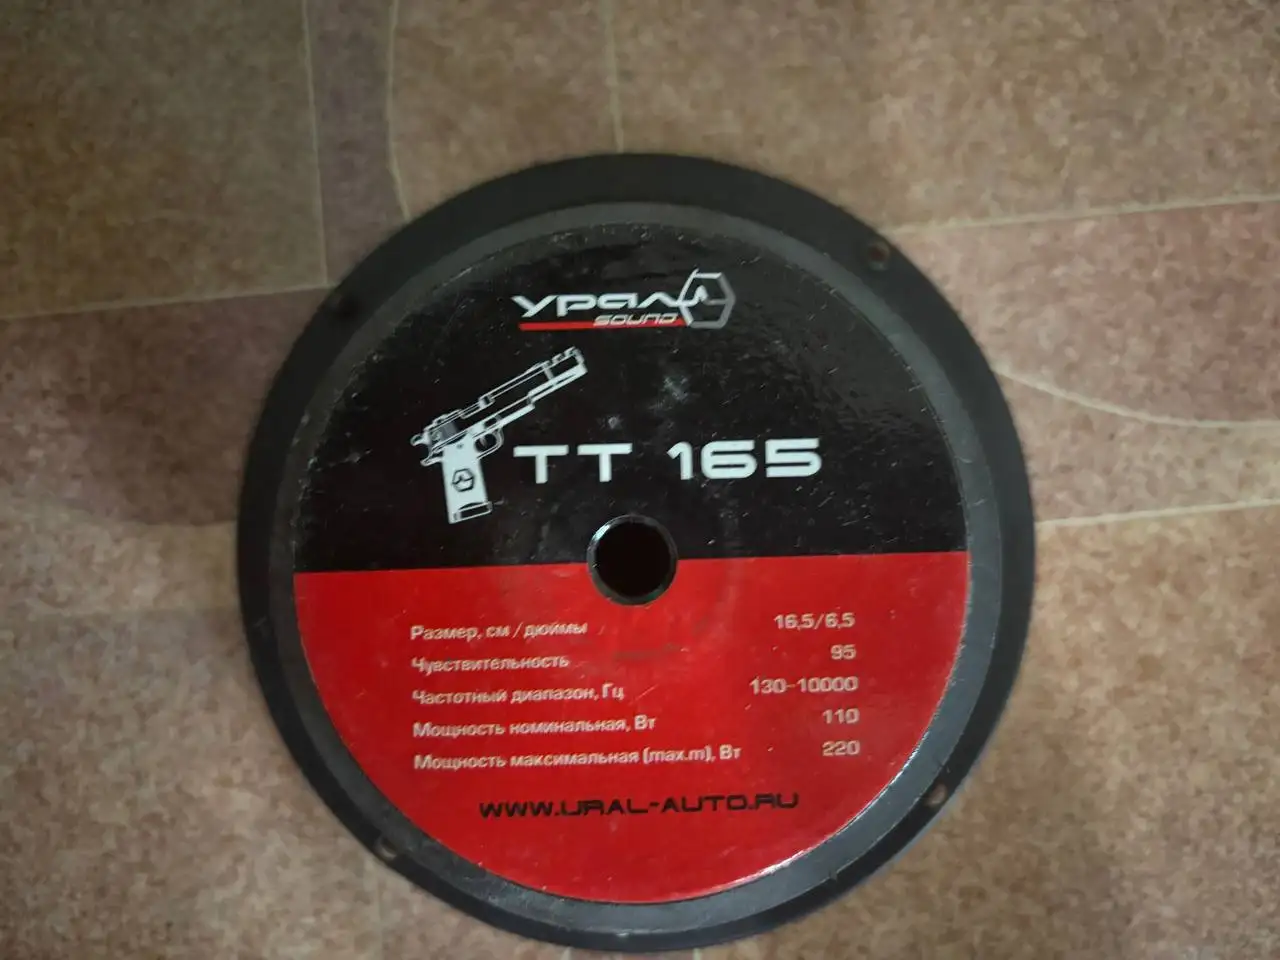 Урал
SOUND
ТТ 165
Размер, см / дюймы 16,5/6,5
Чувствительность 95
Частотный диапазон, Гц 130-10000
Мощность номинальная, Вт 110
Мощность максимальная (max.m), Вт 220
WWW.URAL-AUTO.RU